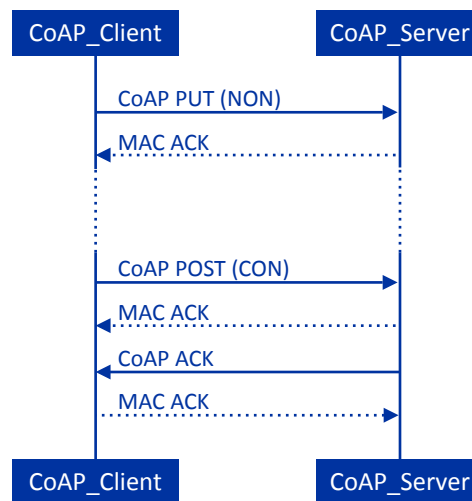 CoAP_Client
CoAP_Server
CoAP PUT (NON)
MAC ACK
CoAP POST (CON)
MAC ACK
CoAP ACK
MAC ACK
CoAP_Client
CoAP_Server